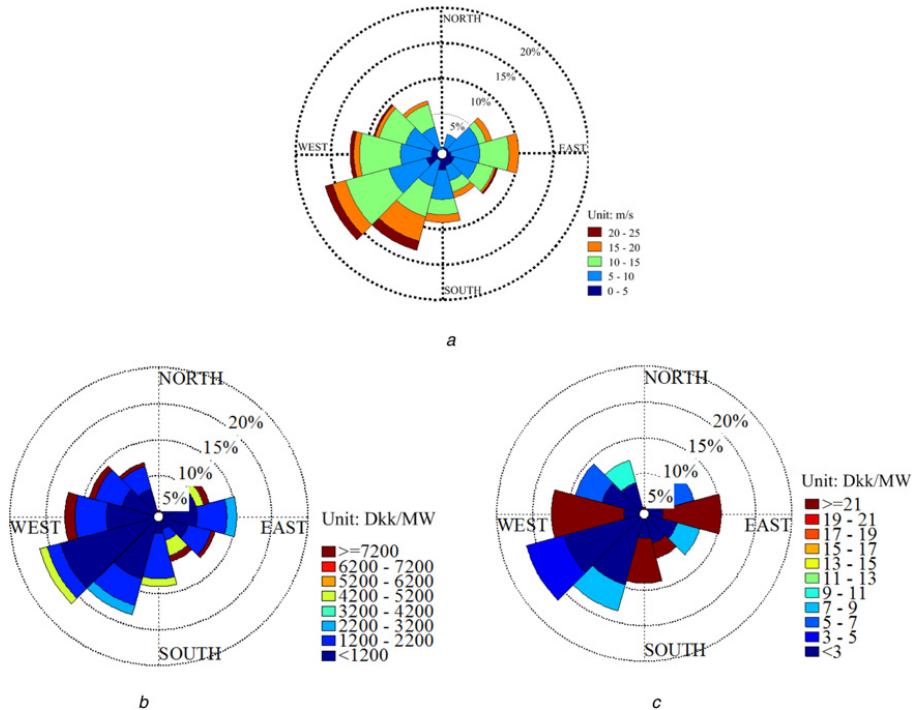 NORTH
20%
15%
10%
5%
WEST
EAST
SOUTH
Unit: m/s
20 - 25
15 - 20
10 - 15
5 - 10
0 - 5
a
NORTH
20%
15%
10%
5%
WEST
EAST
SOUTH
Unit: Dkk/MW
>=7200
6200 - 7200
5200 - 6200
4200 - 5200
3200 - 4200
2200 - 3200
1200 - 2200
<1200
b
NORTH
20%
15%
10%
5%
WEST
EAST
SOUTH
Unit: Dkk/MW
>=21
19 - 21
17 - 19
15 - 17
13 - 15
11 - 13
9 - 11
7 - 9
5 - 7
3 - 5
<3
c